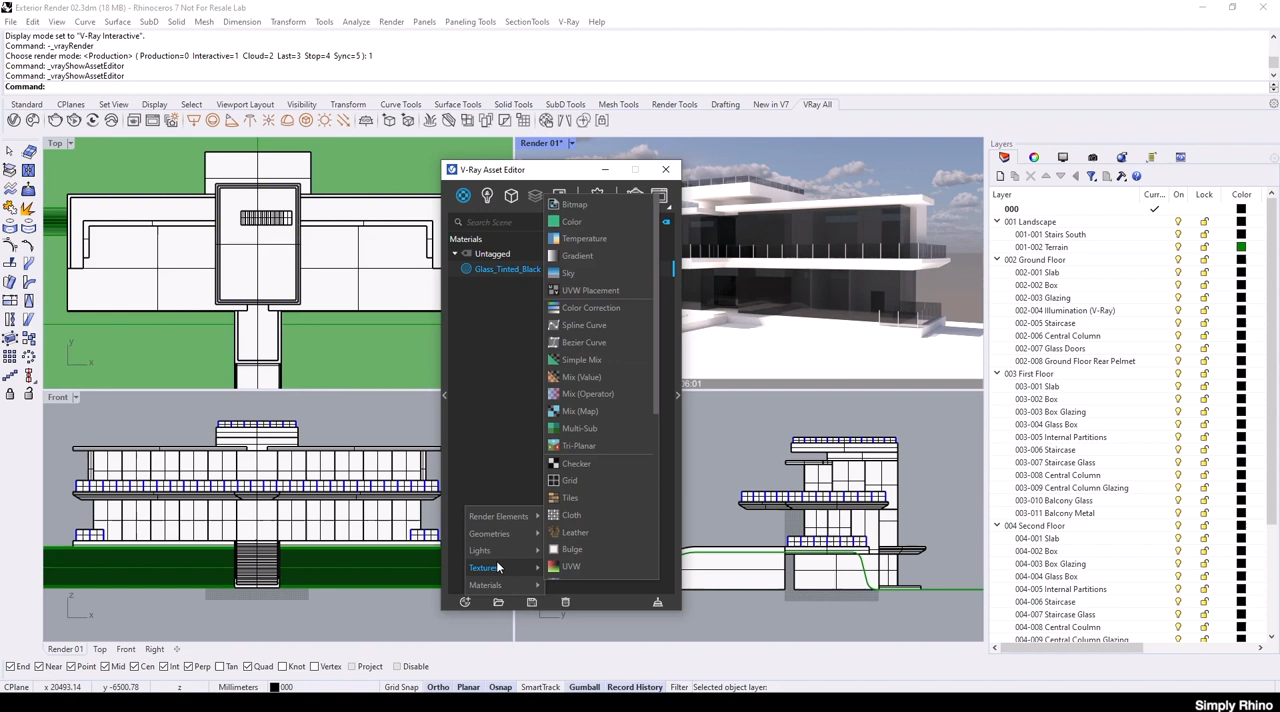 Exterior Render 02.3dm (18 MB) - Rhinoceros 7 Not For Resale Lab
File Edit View Curve Surface SubD Solid Mesh Dimension Transform Tools Analyze Render Panels Paneling Tools SectionTools V-Ray Help
Display mode set to "V-Ray Interactive".
Command: -_vrayRender
Choose render mode: <Production> ( Production=0 Interactive=1 Cloud=2 Last=3 Stop=4 Sync=5 ): 1
Command: _vrayShowAssetEditor
Command: _vrayShowAssetEditor
Command:
Standard CPlanes Set View Display Select Viewport Layout Visibility Transform Curve Tools Surface Tools Solid Tools SubD Tools Mesh Tools Render Tools Drafting New in V7 VRay All
Top
Render 01*
V-Ray Asset Editor
Search Scene
Materials
Untagged
Glass_Tinted_Black
Bitmap
Color
Temperature
Gradient
Sky
UVW Placement
Color Correction
Spline Curve
Bezier Curve
Simple Mix
Mix (Value)
Mix (Operator)
Mix (Map)
Multi-Sub
Tri-Planar
Checker
Grid
Tiles
Cloth
Leather
Bulge
UVW
Render Elements
Geometries
Lights
Textures
Materials
06:01
y
x
Front
z
x
y
Layers
Layer Curr... On Lock Color
000
001 Landscape
001-001 Stairs South
001-002 Terrain
002 Ground Floor
002-001 Slab
002-002 Box
002-003 Glazing
002-004 Illumination (V-Ray)
002-005 Staircase
002-006 Central Column
002-007 Glass Doors
002-008 Ground Floor Rear Pelmet
003 First Floor
003-001 Slab
003-002 Box
003-003 Box Glazing
003-004 Glass Box
003-005 Internal Partitions
003-006 Staircase
003-007 Staircase Glass
003-008 Central Column
003-009 Central Column Glazing
003-010 Balcony Glass
003-011 Balcony Metal
004 Second Floor
004-001 Slab
004-002 Box
004-003 Box Glazing
004-004 Glass Box
004-005 Internal Partitions
004-006 Staircase
004-007 Staircase Glass
004-008 Central Coulmn
004-009 Central Column Glazing
Render 01 Top Front Right
End Near Point Mid Cen Int Perp Tan Quad Knot Vertex Project Disable
CPlane x 20493.14 y -6500.78 z Millimeters 000 Grid Snap Ortho Planar Osnap SmartTrack Gumball Record History Filter Selected object layer:
Simply Rhino